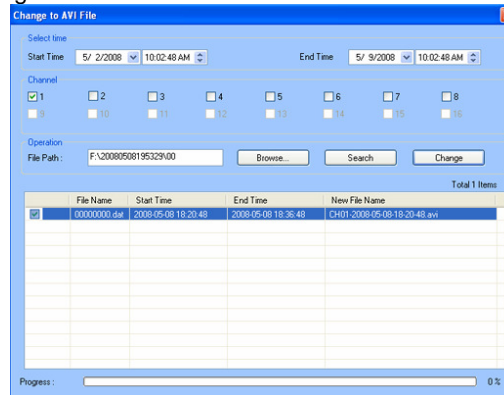 Change to AVI File
Select time
Start Time 5/ 2/2008 10:02:48 AM End Time 5/ 9/2008 10:02:48 AM
Channel
1 2 3 4 5 6 7 8
9 10 11 12 13 14 15 16
Operation
File Path : F:\20080508195329\00 Browse... Search Change
Total 1 Items
File Name Start Time End Time New File Name
00000000.dat 2008-05-08 18:20:48 2008-05-08 18:36:48 CH01-2008-05-08-18-20-48.avi
Progress : 0 %